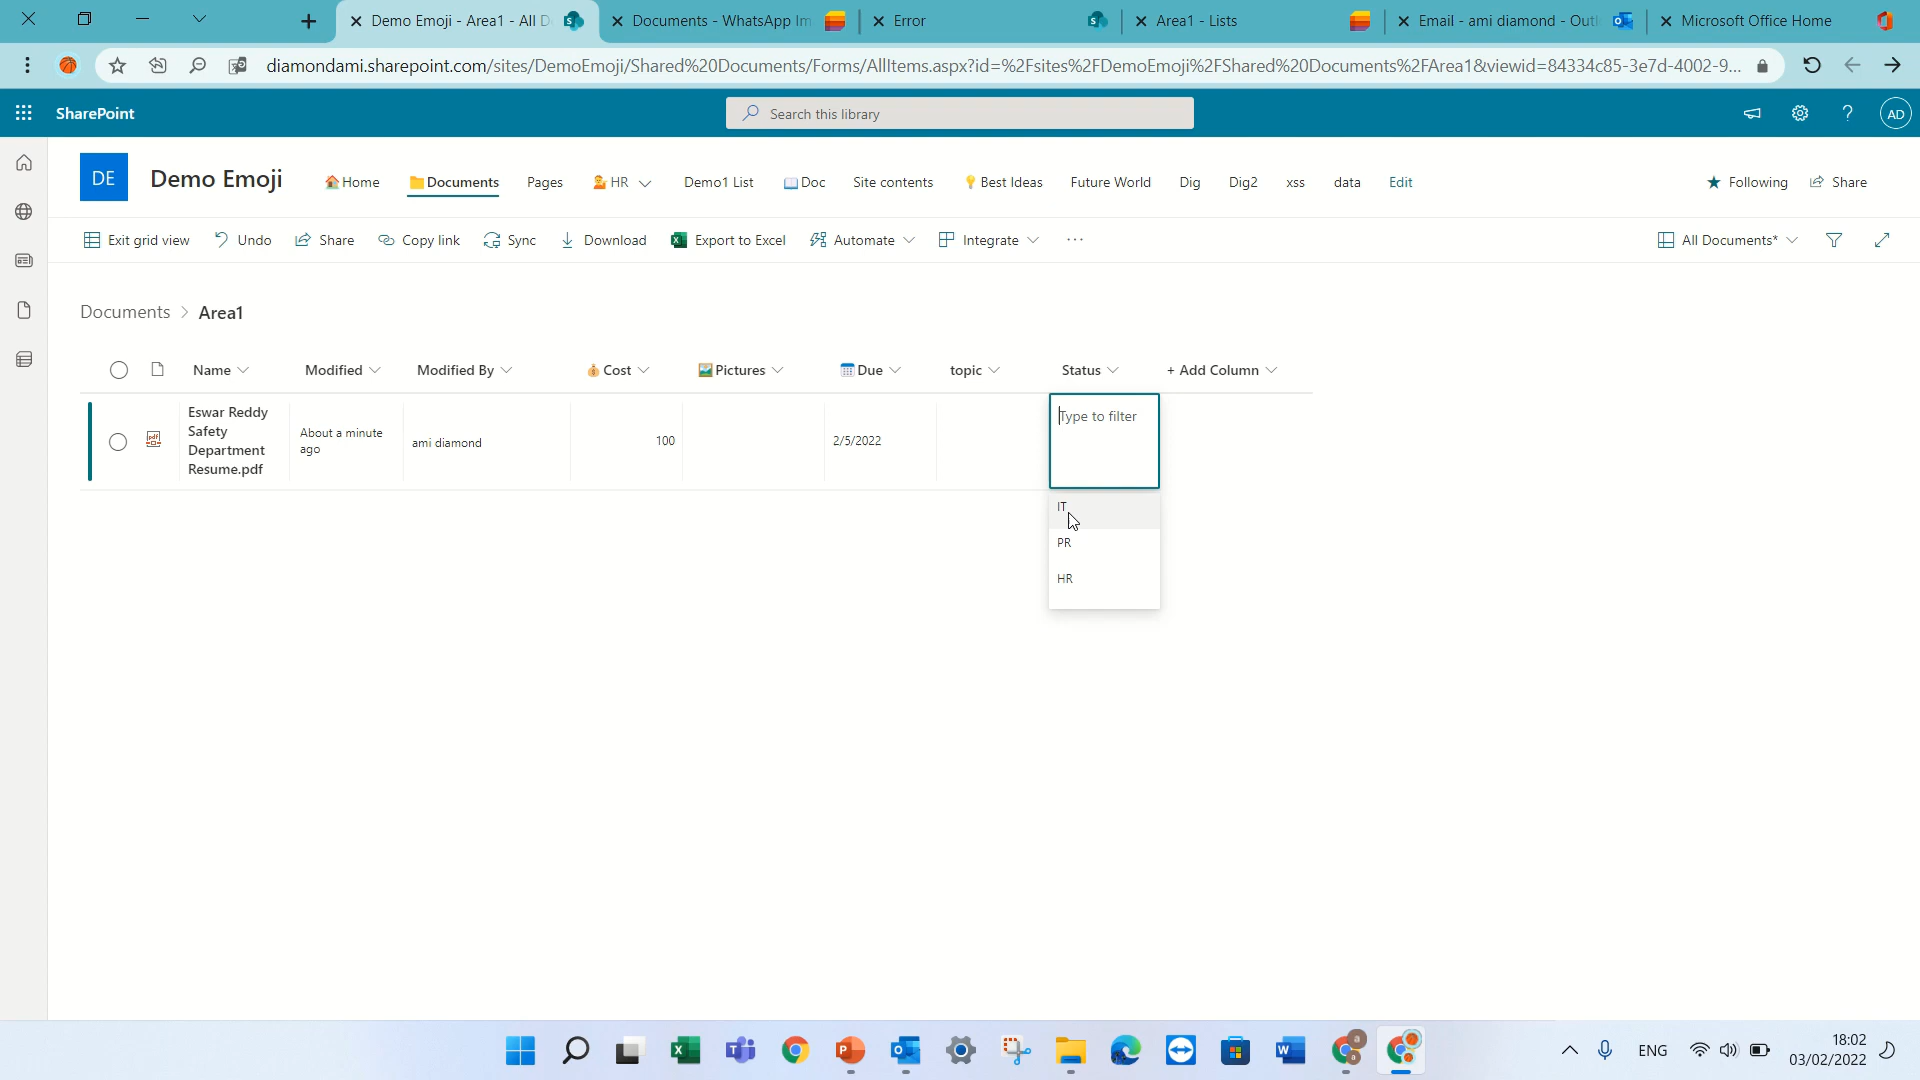 Demo Emoji - Area1 - All D
Documents - WhatsApp Im
Error
Area1 - Lists
Email - ami diamond - Outl
Microsoft Office Home
diamondami.sharepoint.com/sites/DemoEmoji/Shared%20Documents/Forms/AllItems.aspx?id=%2Fsites%2FDemoEmoji%2FShared%20Documents%2FArea1&viewid=84334c85-3e7d-4002-9...
SharePoint
Search this library
AD
DE
Demo Emoji
Home
Documents
Pages
HR
Demo1 List
Doc
Site contents
Best Ideas
Future World
Dig
Dig2
xss
data
Edit
Following
Share
Exit grid view
Undo
Share
Copy link
Sync
Download
Export to Excel
Automate
Integrate
···
All Documents*
Documents > Area1
Name
Modified
Modified By
Cost
Pictures
Due
topic
Status
+ Add Column
Eswar Reddy
Safety
Department
Resume.pdf
About a minute
ago
ami diamond
100
2/5/2022
Type to filter
IT
PR
HR
ENG
18:02
03/02/2022